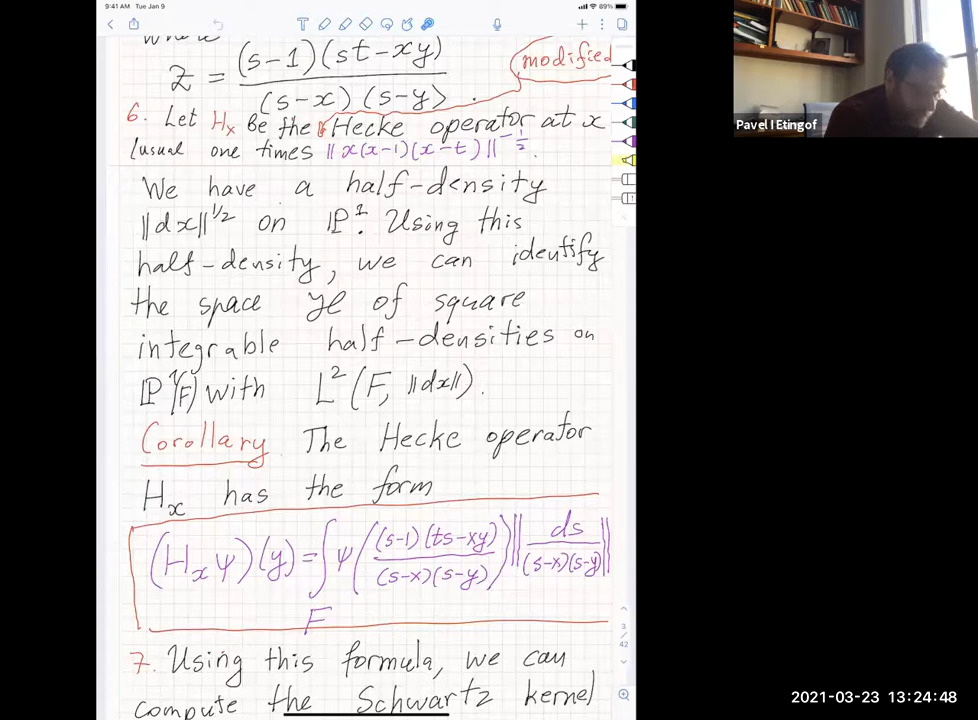 9:41 AM Tue Jan 9
89%
where
z = (s-1)(st-xy) / (s-x)(s-y) .
modified
6. Let Hx Be the Hecke operator at x
(usual one times ||x(x-1)(x-t)||^{-1/2}.
We have a half-density
||dx||^{1/2} on ℙ^1. Using this
half-density, we can identify
the space ℋ of square
integrable half-densities on
ℙ^1(F) with L^2(F, ||dx||).
Corollary The Hecke operator
Hx has the form
(Hxψ)(y) = ∫_F ψ((s-1)(ts-xy) / (s-x)(s-y)) ||ds / (s-x)(s-y)||
7. Using this formula, we can
compute the Schwartz kernel
3
/
42
Pavel I Etingof
2021-03-23 13:24:48